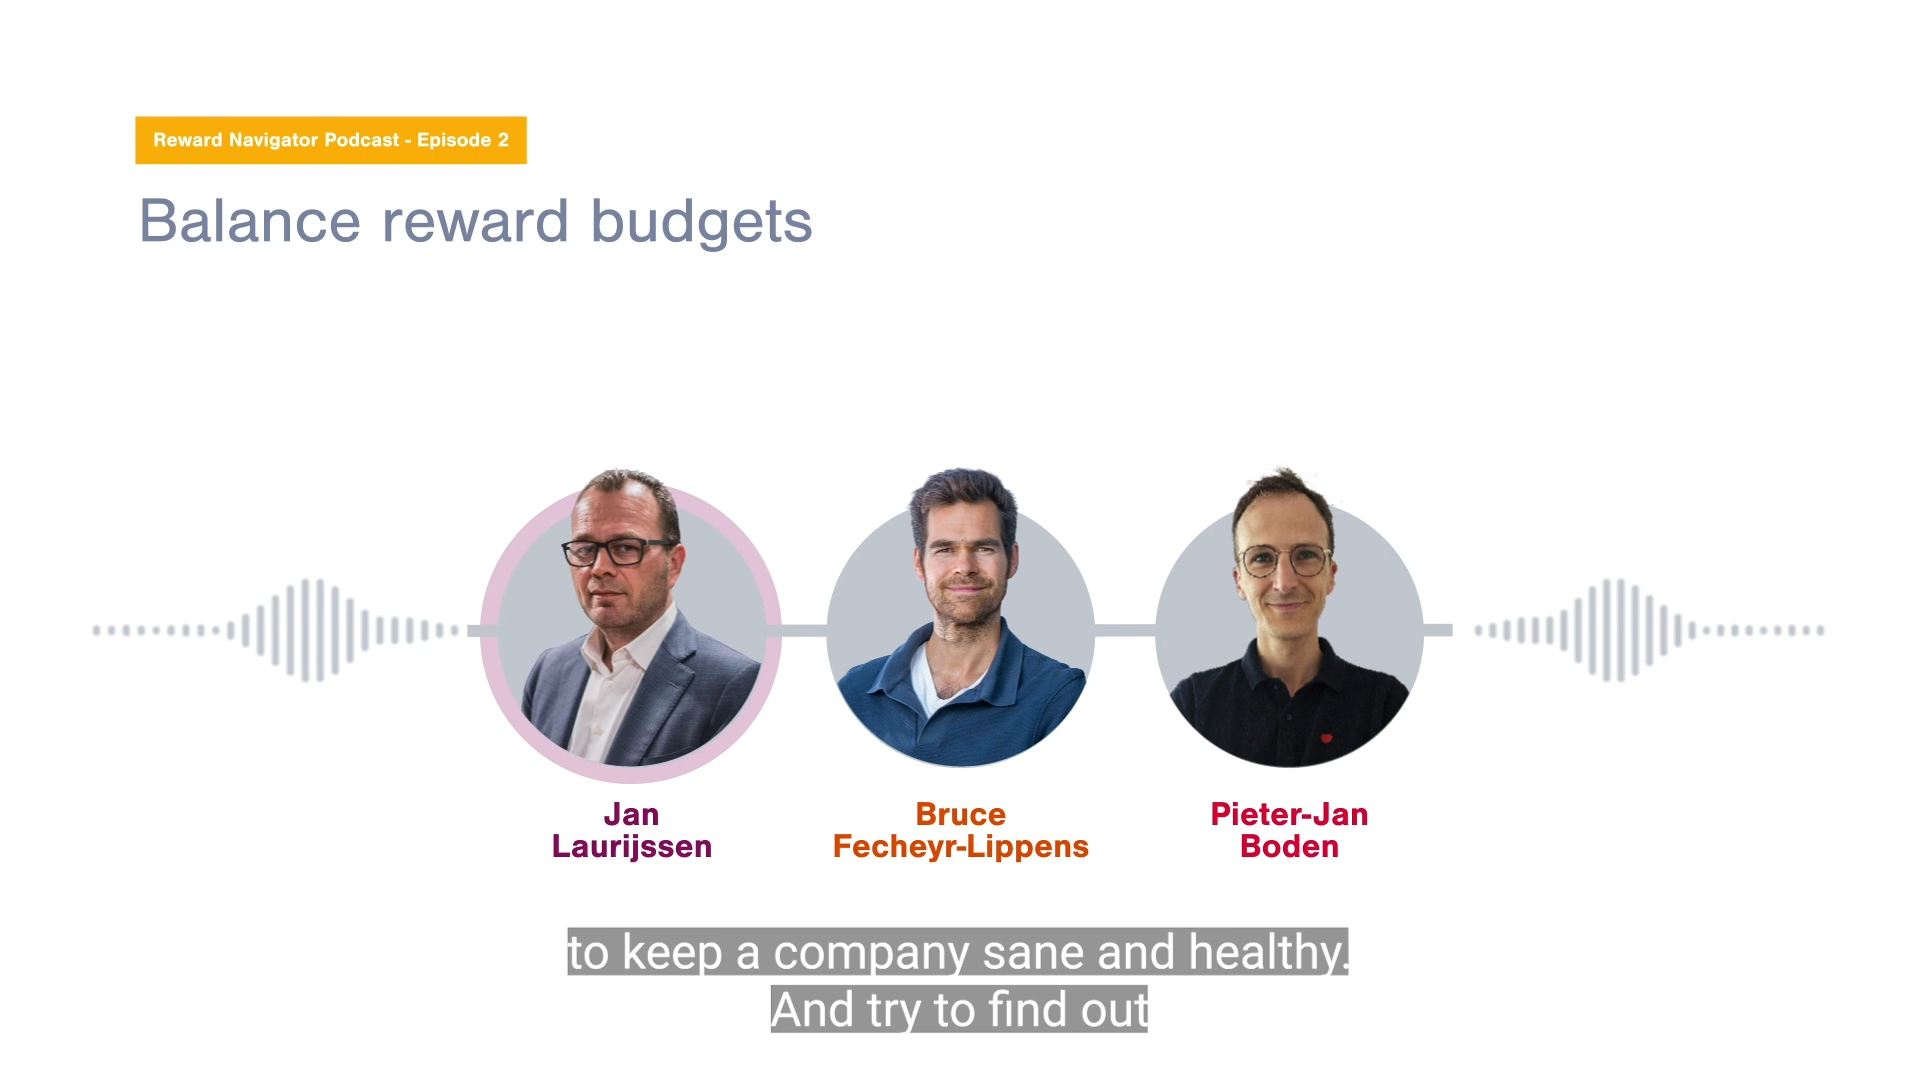 Reward Navigator Podcast - Episode 2
Balance reward budgets
Jan
Laurijssen
Bruce
Fecheyr-Lippens
Pieter-Jan
Boden
to keep a company sane and healthy.
And try to find out